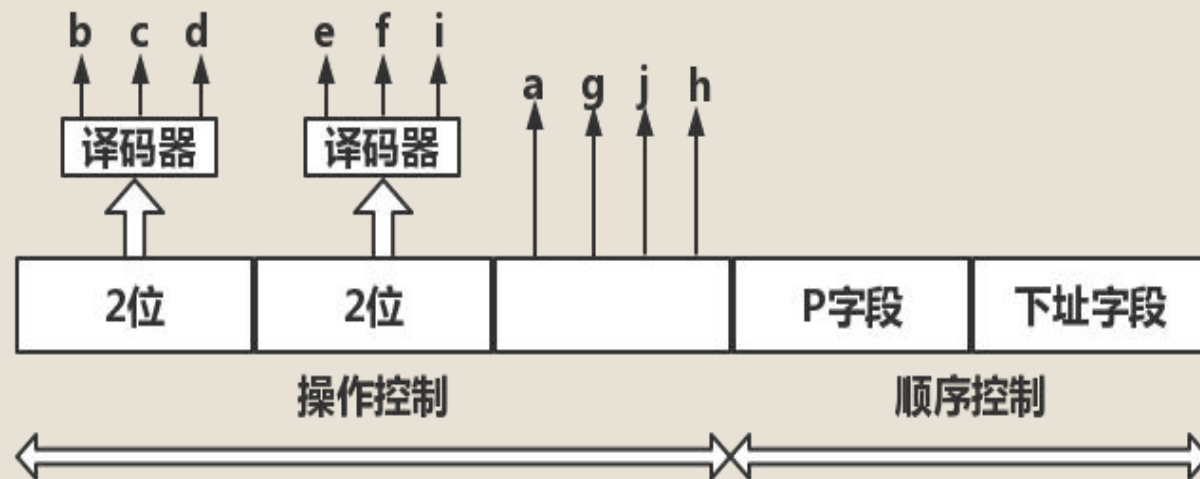 b c d e f i
a g j h
译码器 译码器
2位 2位 P字段 下址字段
操作控制 顺序控制